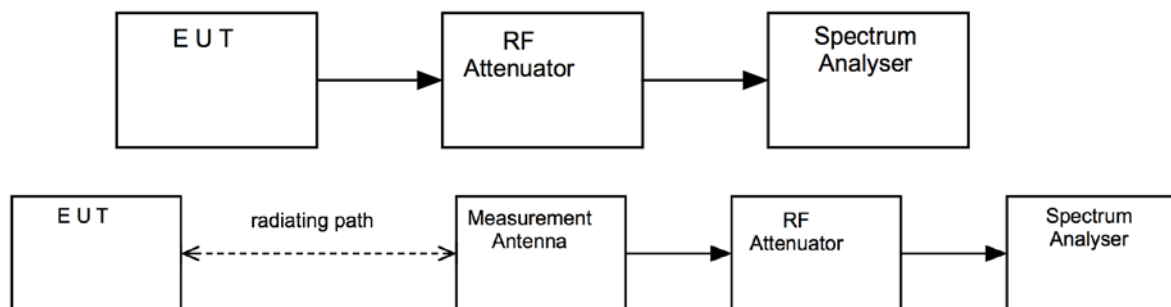 E U T
RF
Attenuator
Spectrum
Analyser
E U T
radiating path
Measurement
Antenna
RF
Attenuator
Spectrum
Analyser